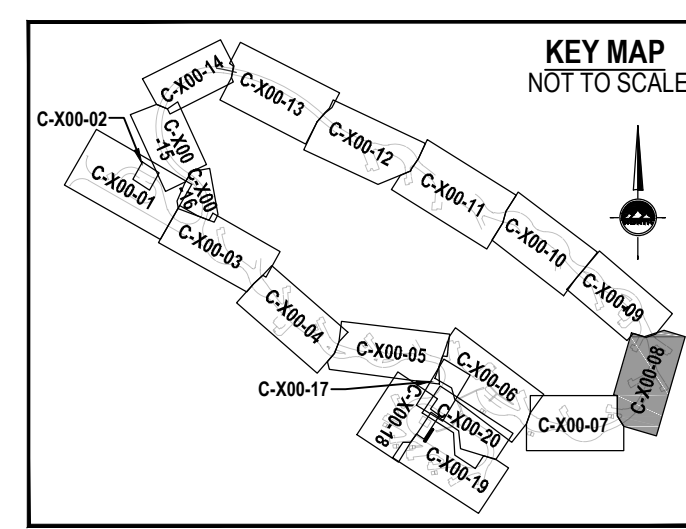 KEY MAP
NOT TO SCALE
C-X00-14
C-X00-13
C-X00-02
C-X00
-15
C-X00-12
C-X00-01
C-X00
-16
C-X00-11
C-X00-03
C-X00-10
C-X00-09
C-X00-04
C-X00-05
C-X00-06
C-X00-08
C-X00-17
C-X00-18
C-X00-20
C-X00-07
C-X00-19